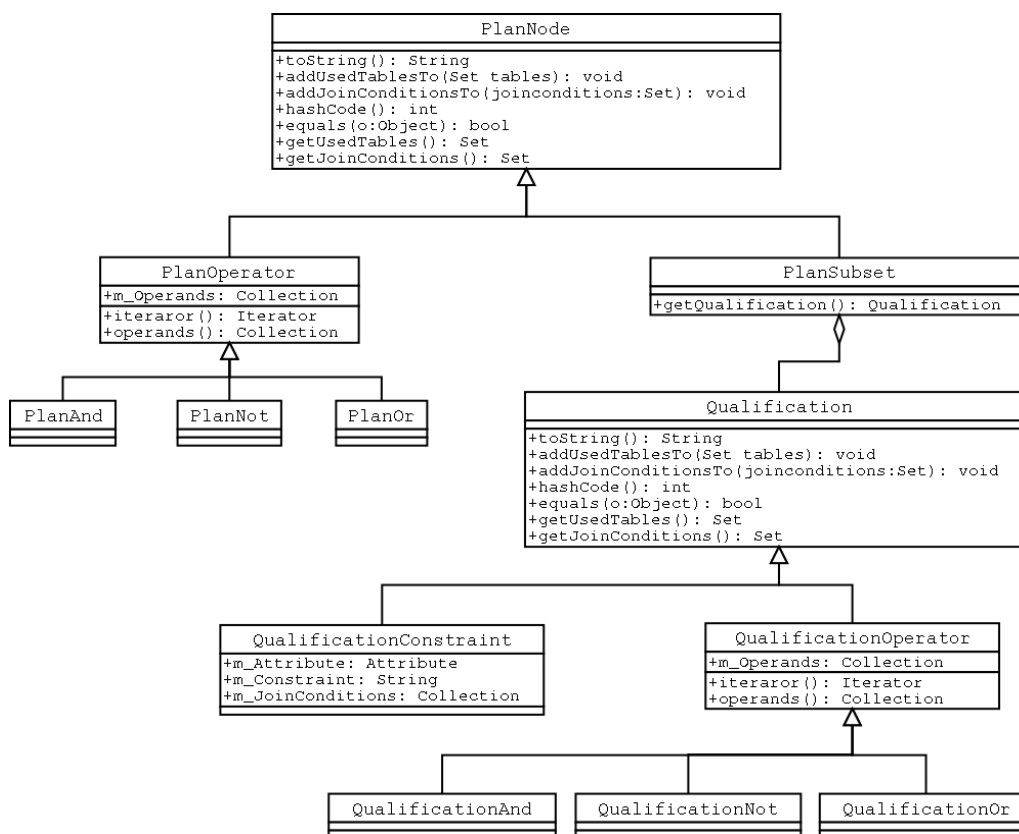 PlanNode
+toString(): String
+addUsedTablesTo(Set tables): void
+addJoinConditionsTo(joinconditions:Set): void
+hashCode(): int
+equals(o:Object): bool
+getUsedTables(): Set
+getJoinConditions(): Set
PlanOperator
+m_Operands: Collection
+iteraror(): Iterator
+operands(): Collection
PlanSubset
+getQualification(): Qualification
PlanAnd
PlanNot
PlanOr
Qualification
+toString(): String
+addUsedTablesTo(Set tables): void
+addJoinConditionsTo(joinconditions:Set): void
+hashCode(): int
+equals(o:Object): bool
+getUsedTables(): Set
+getJoinConditions(): Set
QualificationConstraint
+m_Attribute: Attribute
+m_Constraint: String
+m_JoinConditions: Collection
QualificationOperator
+m_Operands: Collection
+iteraror(): Iterator
+operands(): Collection
QualificationAnd
QualificationNot
QualificationOr